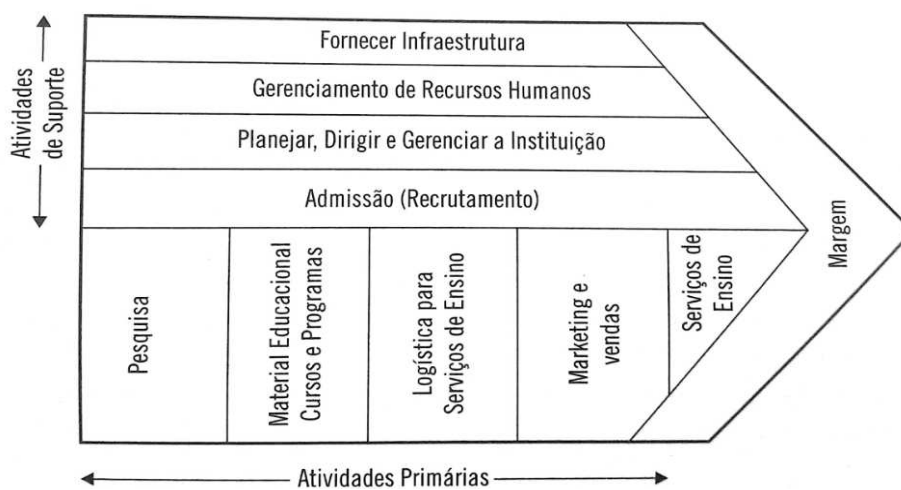 Atividades
de Suporte
Fornecer Infraestrutura
Gerenciamento de Recursos Humanos
Planejar, Dirigir e Gerenciar a Instituição
Admissão (Recrutamento)
Pesquisa
Material Educacional
Cursos e Programas
Logística para
Serviços de Ensino
Marketing e
vendas
Serviços de
Ensino
Margem
Atividades Primárias